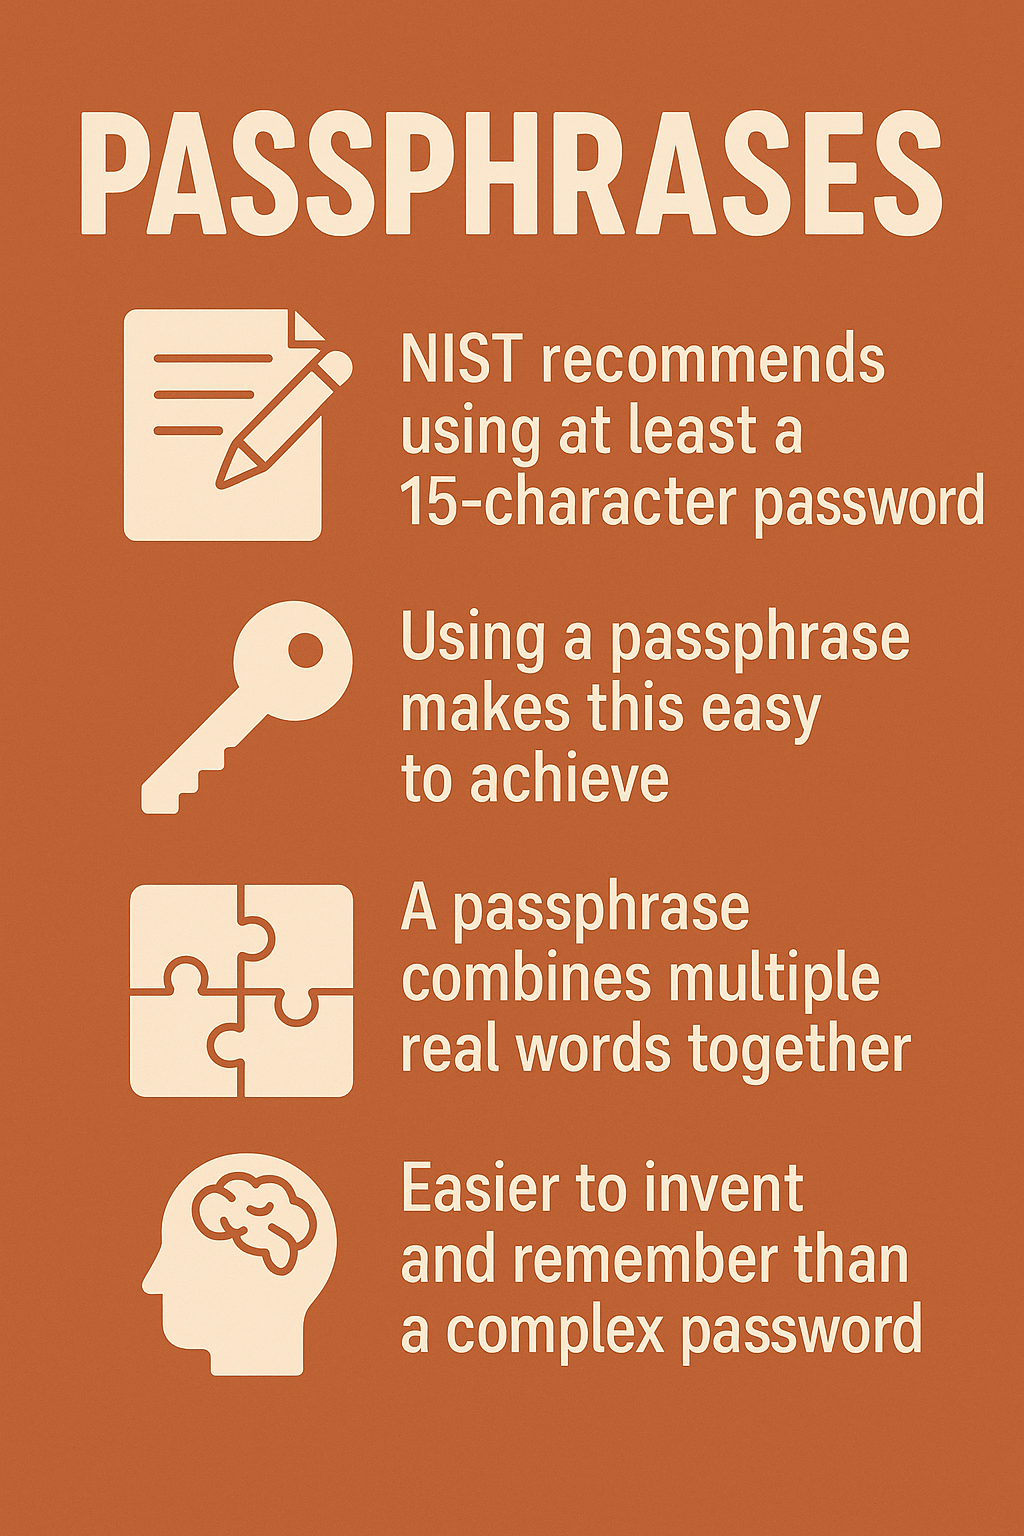 PASSPHRASES
NIST recommends
using at least a
15-character password
Using a passphrase
makes this easy
to achieve
A passphrase
combines multiple
real words together
Easier to invent
and remember than
a complex password